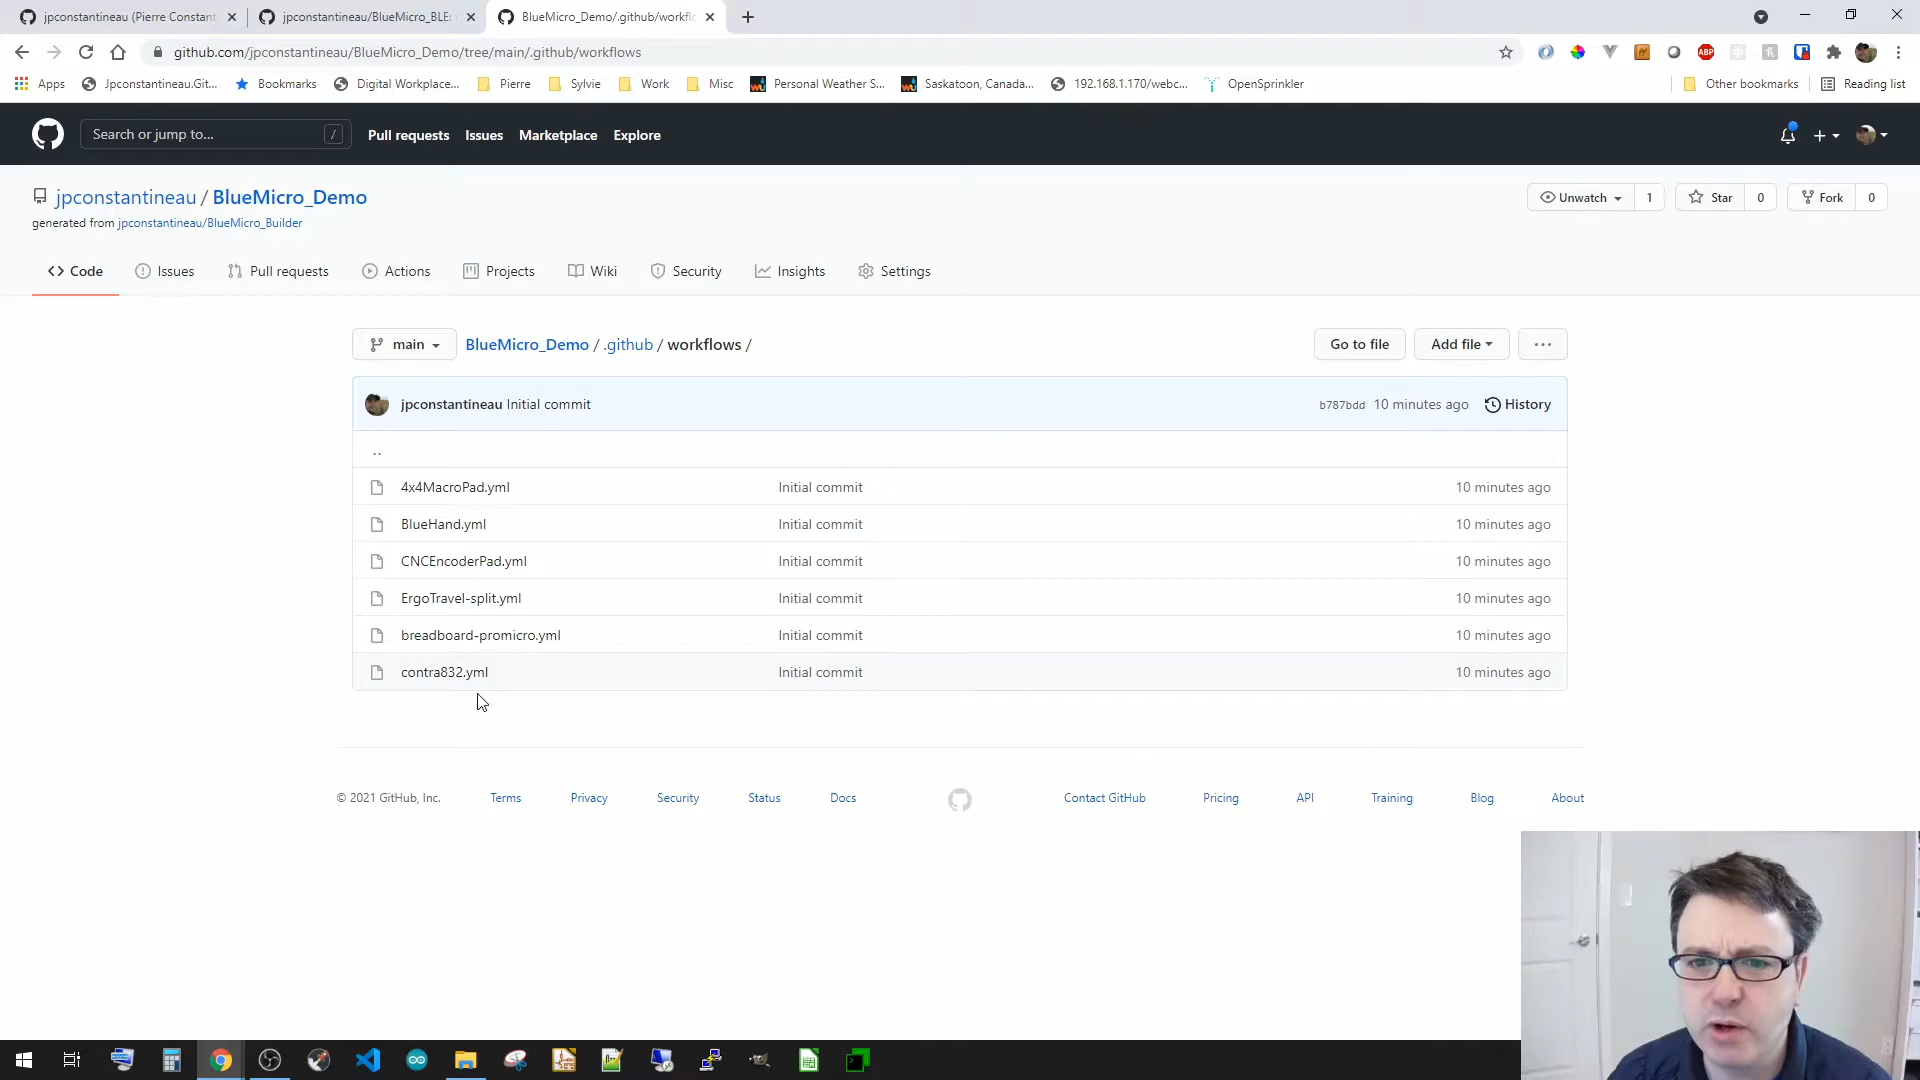 jpconstantineau (Pierre Constant
jpconstantineau/BlueMicro_BLE:
BlueMicro_Demo/.github/workfl
github.com/jpconstantineau/BlueMicro_Demo/tree/main/.github/workflows
Apps
Jpconstantineau.Git...
Bookmarks
Digital Workplace...
Pierre
Sylvie
Work
Misc
Personal Weather S...
Saskatoon, Canada...
192.168.1.170/webc...
OpenSprinkler
Other bookmarks
Reading list
Search or jump to...
/
Pull requests
Issues
Marketplace
Explore
jpconstantineau / BlueMicro_Demo
generated from jpconstantineau/BlueMicro_Builder
Unwatch
1
Star
0
Fork
0
<> Code
Issues
Pull requests
Actions
Projects
Wiki
Security
Insights
Settings
main
BlueMicro_Demo / .github / workflows /
Go to file
Add file
...
jpconstantineau Initial commit
b787bdd 10 minutes ago
History
..
4x4MacroPad.yml Initial commit 10 minutes ago
BlueHand.yml Initial commit 10 minutes ago
CNCEncoderPad.yml Initial commit 10 minutes ago
ErgoTravel-split.yml Initial commit 10 minutes ago
breadboard-promicro.yml Initial commit 10 minutes ago
contra832.yml Initial commit 10 minutes ago
© 2021 GitHub, Inc.
Terms
Privacy
Security
Status
Docs
Contact GitHub
Pricing
API
Training
Blog
About
ABP